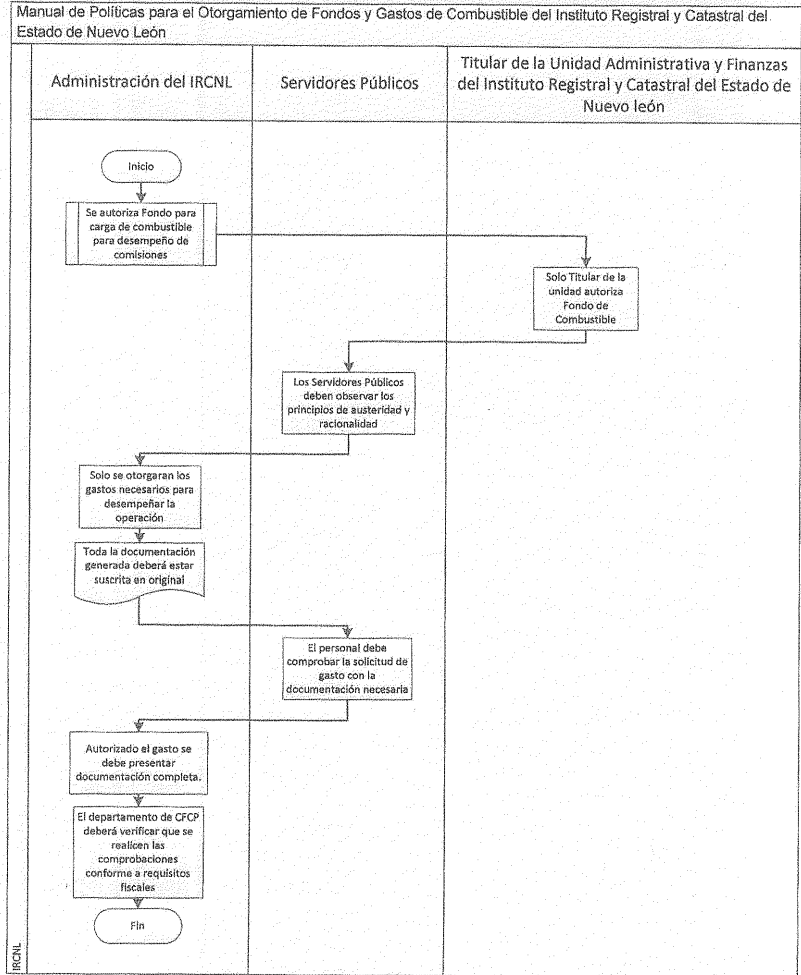 Manual de Políticas para el Otorgamiento de Fondos y Gastos de Combustible del Instituto Registral y Catastral del
Estado de Nuevo León
Administración del IRCNL
Servidores Públicos
Titular de la Unidad Administrativa y Finanzas
del Instituto Registral y Catastral del Estado de
Nuevo león
Inicio
Se autoriza Fondo para
carga de combustible
para desempeño de
comisiones
Solo Titular de la
unidad autoriza
Fondo de
Combustible
Los Servidores Públicos
deben observar los
principios de austeridad y
racionalidad
Solo se otorgaran los
gastos necesarios para
desempeñar la
operación
Toda la documentación
generada deberá estar
suscrita en original
El personal debe
comprobar la solicitud de
gasto con la
documentación necesaria
Autorizado el gasto se
debe presentar
documentación completa.
El departamento de CFCP
deberá verificar que se
realicen las
comprobaciones
conforme a requisitos
fiscales
Fin
IRCNL